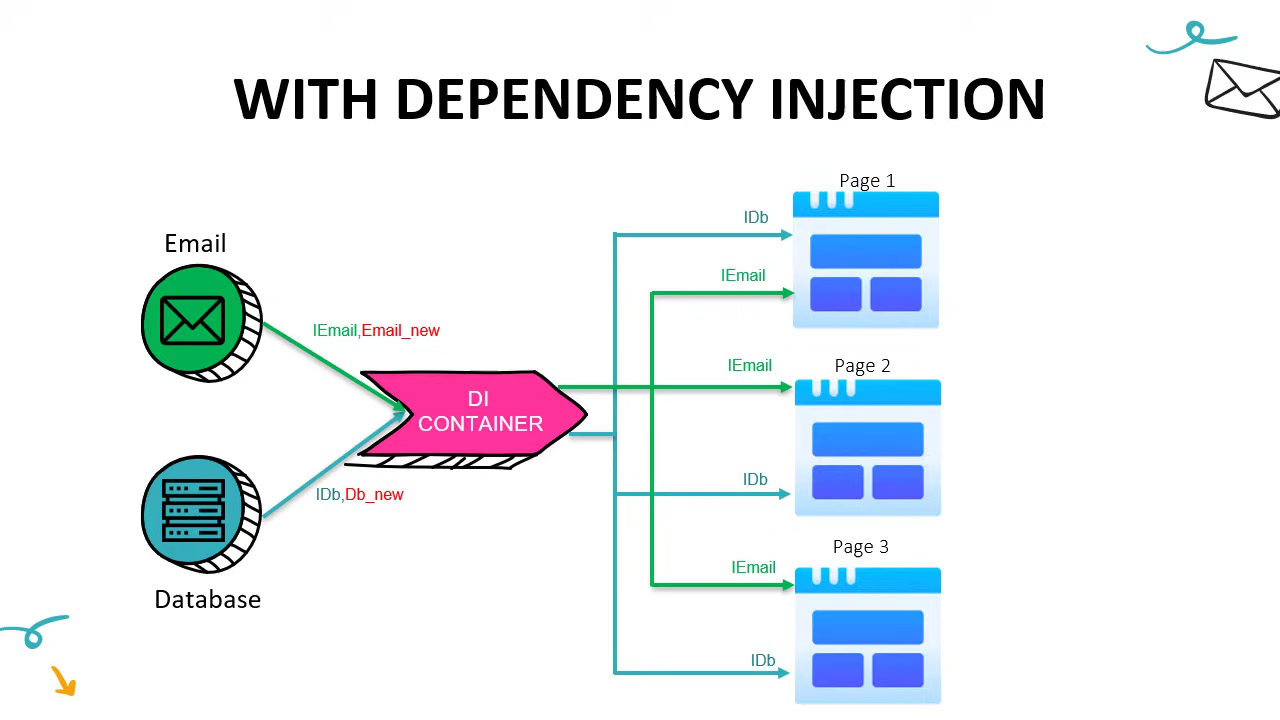 WITH DEPENDENCY INJECTION
Page 1
IDb
Email
IEmail
IEmail,Email_new
IEmail
Page 2
DI
CONTAINER
IDb,Db_new
IDb
Page 3
IEmail
Database
IDb